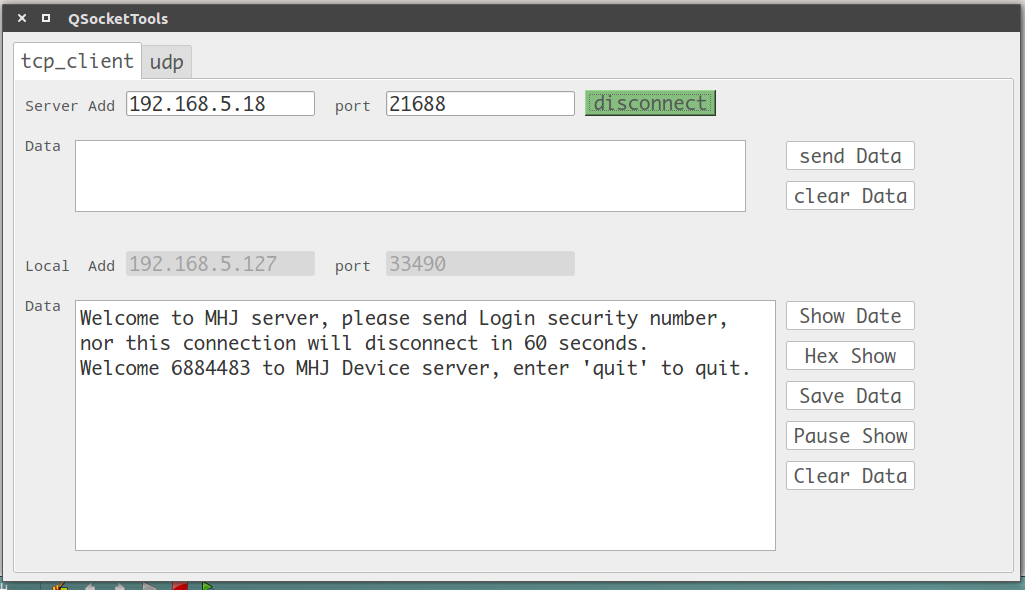 QSocketTools
tcp_client udp
Server Add 192.168.5.18 port 21688 disconnect
Data
send Data
clear Data
Local Add 192.168.5.127 port 33490
Data
Welcome to MHJ server, please send Login security number,
nor this connection will disconnect in 60 seconds.
Welcome 6884483 to MHJ Device server, enter 'quit' to quit.
Show Date
Hex Show
Save Data
Pause Show
Clear Data